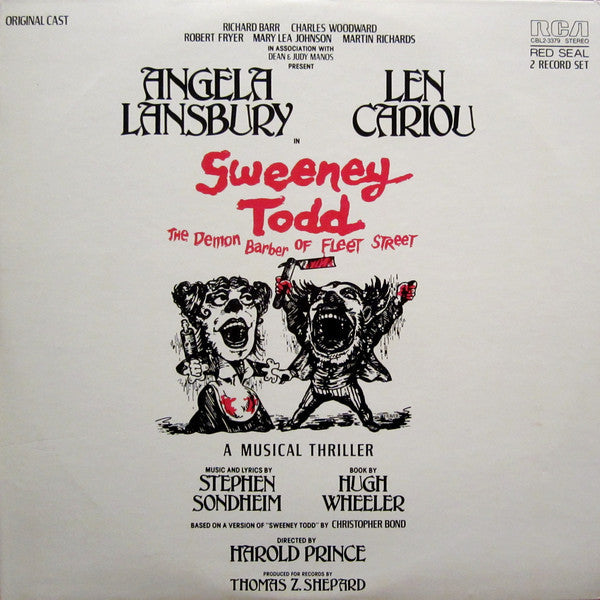 ORIGINAL CAST
RICHARD BARR CHARLES WOODWARD
ROBERT FRYER MARY LEA JOHNSON MARTIN RICHARDS
IN ASSOCIATION WITH
DEAN & JUDY MANOS
PRESENT
RCA
CBL2-3379 STEREO
RED SEAL
2 RECORD SET
ANGELA
LANSBURY
LEN
CARIOU
IN
Sweeney
Todd
THE DEMON BARBER OF FLEET STREET
A MUSICAL THRILLER
MUSIC AND LYRICS BY
STEPHEN
SONDHEIM
BOOK BY
HUGH
WHEELER
BASED ON A VERSION OF "SWEENEY TODD" BY CHRISTOPHER BOND
DIRECTED BY
HAROLD PRINCE
PRODUCED FOR RECORDS BY
THOMAS Z. SHEPARD